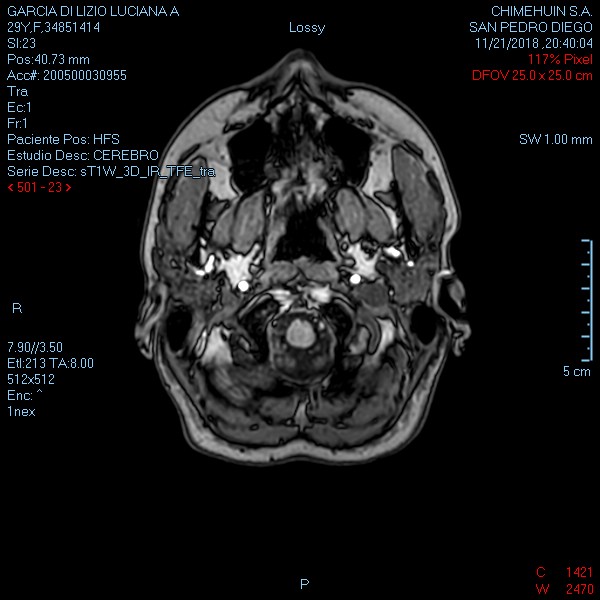 GARCIA DI LIZIO LUCIANA A
29Y,F,34851414
Sl:23
Pos:40.73 mm
Acc#: 200500030955
Tra
Ec:1
Fr:1
Paciente Pos: HFS
Estudio Desc: CEREBRO
Serie Desc: sT1W_3D_IR_TFE_tra
< 501 - 23 >
Lossy
CHIMEHUIN S.A.
SAN PEDRO DIEGO
11/21/2018 ,20:40:04
117% Pixel
DFOV 25.0 x 25.0 cm
SW 1.00 mm
R
7.90//3.50
Etl:213 TA:8.00
512x512
Enc: ^
1nex
5 cm
P
C 1421
W 2470